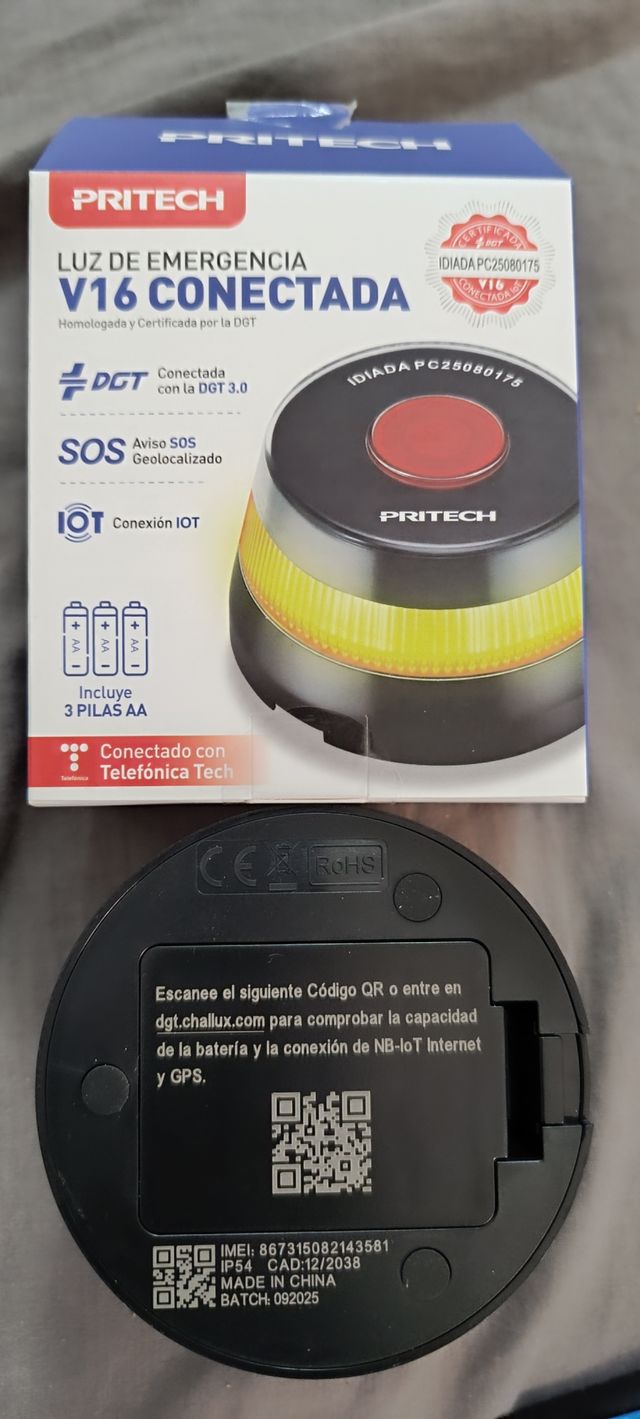 PRITECH
PRITECH
LUZ DE EMERGENCIA
V16 CONECTADA
Homologada y Certificada por la DGT
CERTIFICADA
DGT
IDIADA PC25080175
V16
CONECTADA IoT
DGT
Conectada
con la DGT 3.0
SOS
Aviso SOS
Geolocalizado
IOT
Conexión IOT
IDIADA PC25080175
PRITECH
+ + +
AA AA AA
- - -
Incluye
3 PILAS AA
Telefónica
Conectado con
Telefónica Tech
CE RoHS
Escanee el siguiente Código QR o entre en
dgt.challux.com para comprobar la capacidad
de la batería y la conexión de NB-IoT Internet
y GPS.
IMEI: 867315082143581
IP54 CAD:12/2038
MADE IN CHINA
BATCH: 092025